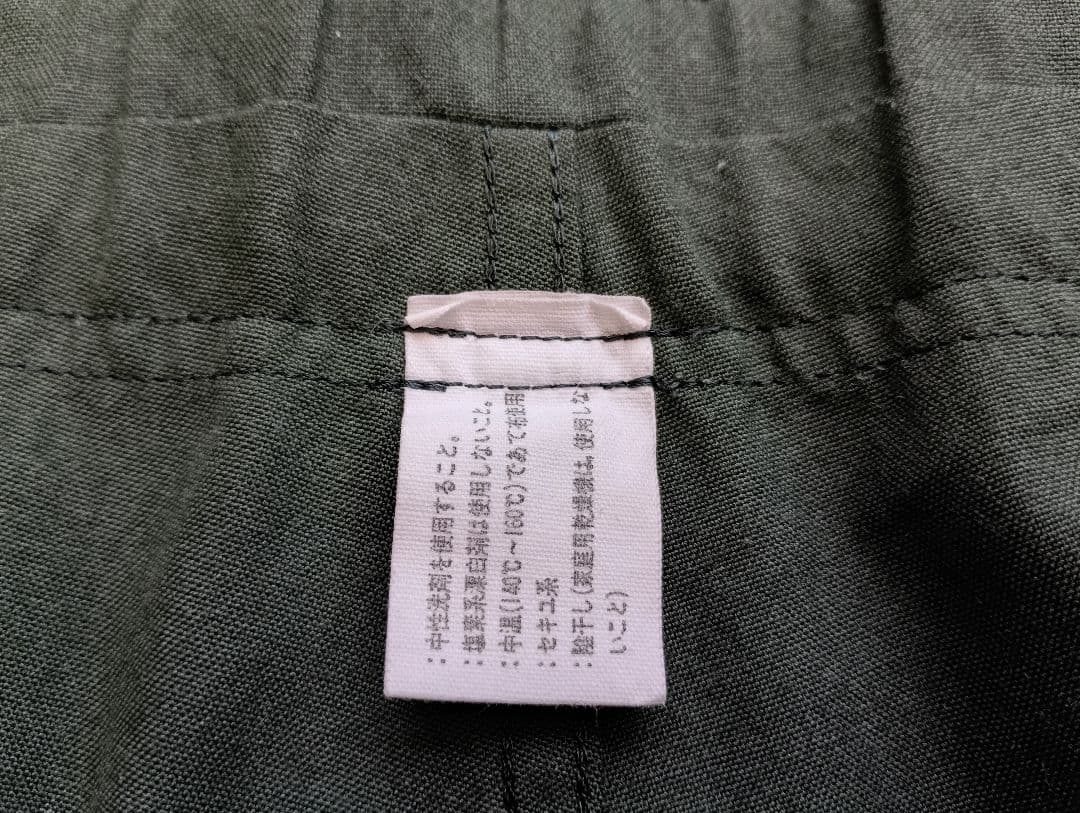 ：中性洗剤を使用すること。
：塩素系漂白剤は使用しないこと。
：中温(140℃～160℃)であて布使用
：セキユ系
：陰干し(家庭用乾燥機は、使用しな
いこと)